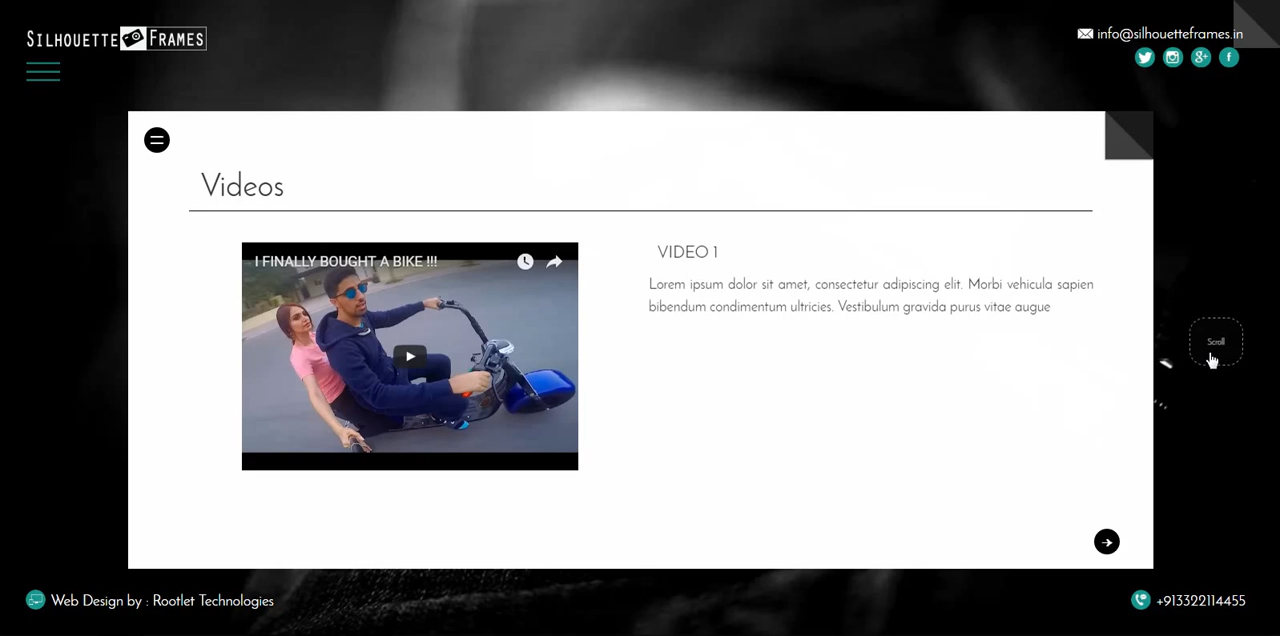 SILHOUETTE FRAMES
info@silhouetteframes.in
g+
f
Videos
I FINALLY BOUGHT A BIKE !!!
VIDEO 1
Lorem ipsum dolor sit amet, consectetur adipiscing elit. Morbi vehicula sapien
bibendum condimentum ultricies. Vestibulum gravida purus vitae augue
Scroll
Web Design by : Rootlet Technologies
+913322114455